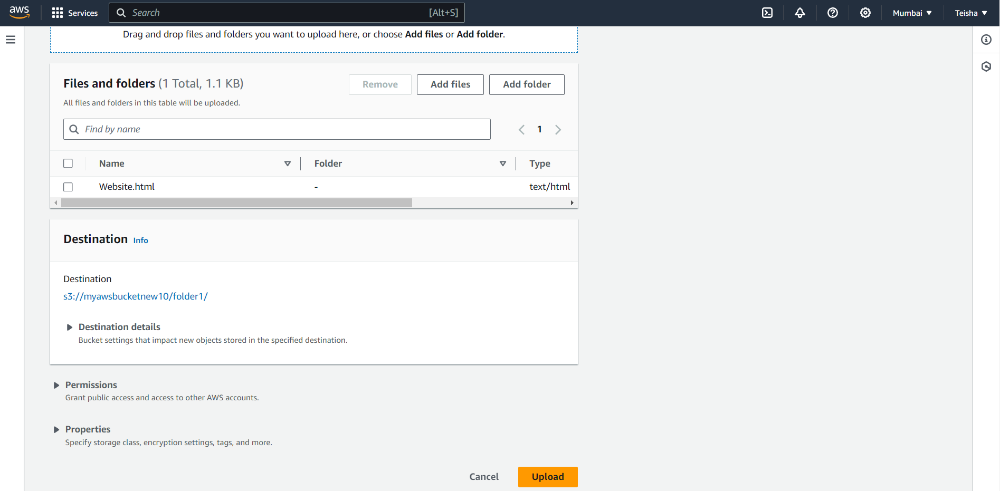 aws Services Search [Alt+S] Mumbai Teisha
Drag and drop files and folders you want to upload here, or choose Add files or Add folder.
Files and folders (1 Total, 1.1 KB) Remove Add files Add folder
All files and folders in this table will be uploaded.
Find by name 1
Name Folder Type
Website.html - text/html
Destination Info
Destination
s3://myawsbucketnew10/folder1/
Destination details
Bucket settings that impact new objects stored in the specified destination.
Permissions
Grant public access and access to other AWS accounts.
Properties
Specify storage class, encryption settings, tags, and more.
Cancel Upload